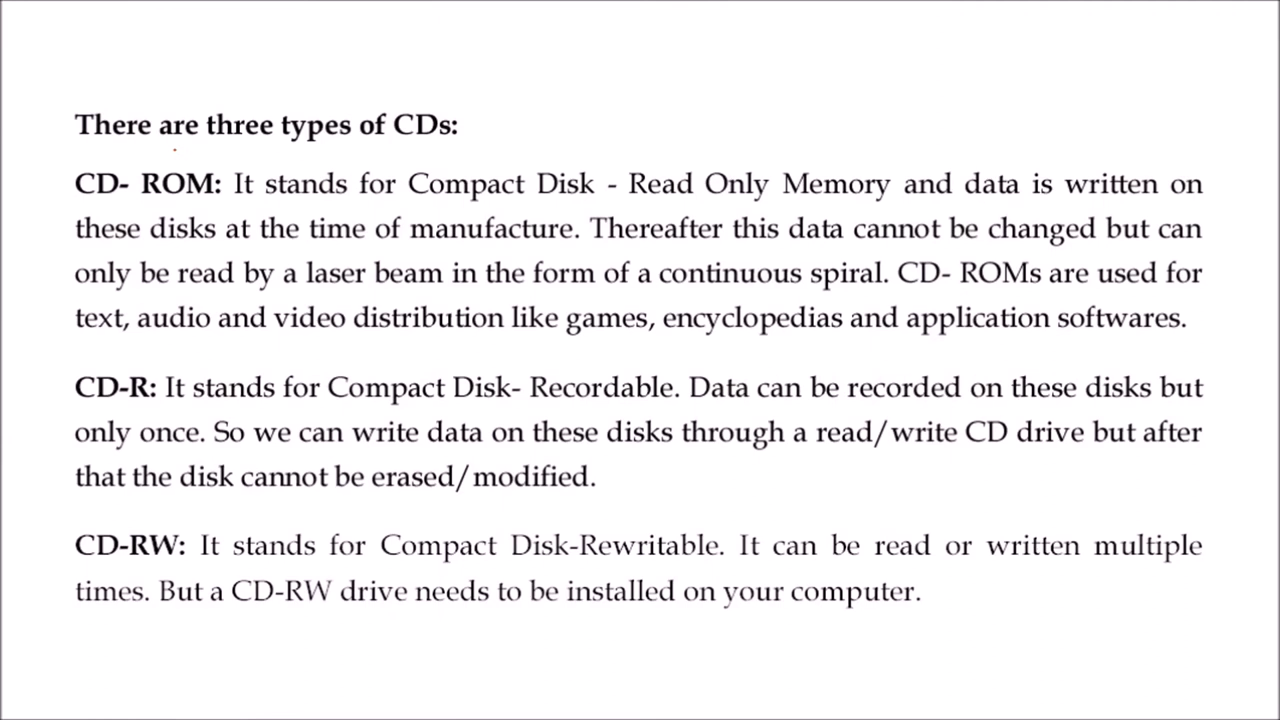 There are three types of CDs:
CD- ROM: It stands for Compact Disk - Read Only Memory and data is written on
these disks at the time of manufacture. Thereafter this data cannot be changed but can
only be read by a laser beam in the form of a continuous spiral. CD- ROMs are used for
text, audio and video distribution like games, encyclopedias and application softwares.
CD-R: It stands for Compact Disk- Recordable. Data can be recorded on these disks but
only once. So we can write data on these disks through a read/write CD drive but after
that the disk cannot be erased/modified.
CD-RW: It stands for Compact Disk-Rewritable. It can be read or written multiple
times. But a CD-RW drive needs to be installed on your computer.